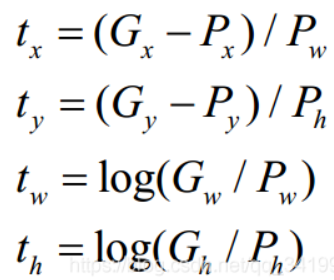 t_x = (G_x − P_x) / P_w
t_y = (G_y − P_y) / P_h
t_w = log(G_w / P_w)
t_h = log(G_h / P_h)